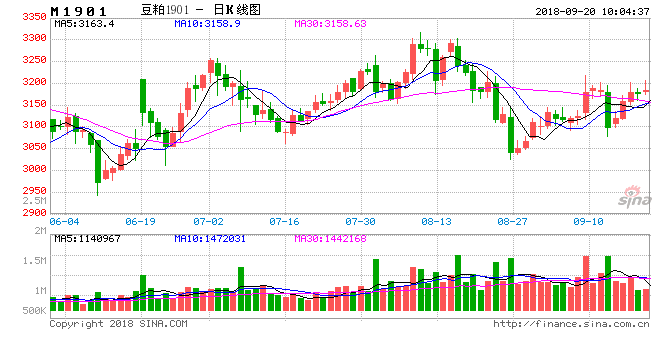 M1901 豆粕1901 - 日K线图 2018-09-20 10:04:37
MA5:3163.4 MA10:3158.9 MA30:3158.63
3350
3300
3250
3200
3150
3100
3050
3000
2950
2.5M
2900
sina
06-04 06-19 07-02 07-16 07-30 08-13 08-27 09-10
2M
MA5:1140967 MA10:1472031 MA30:1442168
1.5M
1M
500K
Copyright 2018 SINA.COM http://finance.sina.com.cn